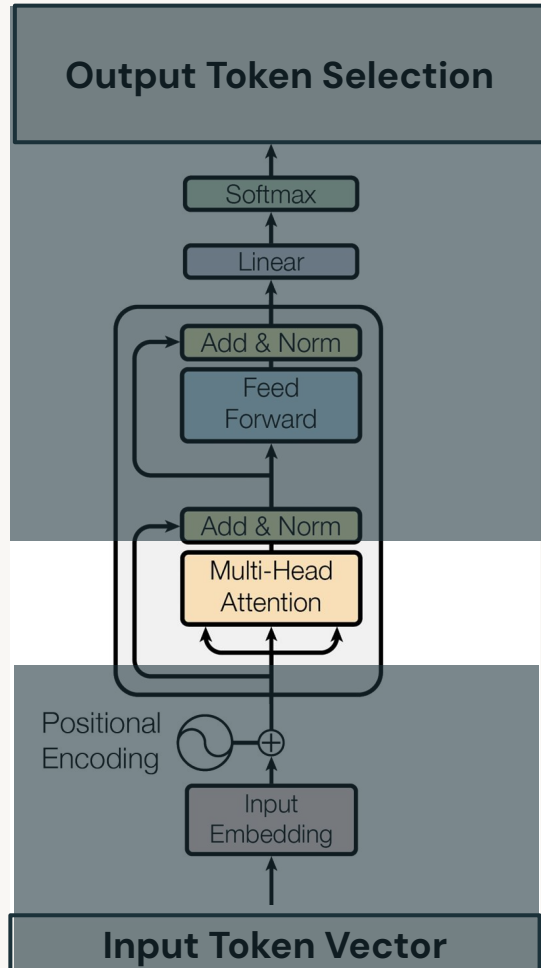 Output Token Selection
Softmax
Linear
Add & Norm
Feed
Forward
Add & Norm
Multi-Head
Attention
Positional
Encoding
Input
Embedding
Input Token Vector